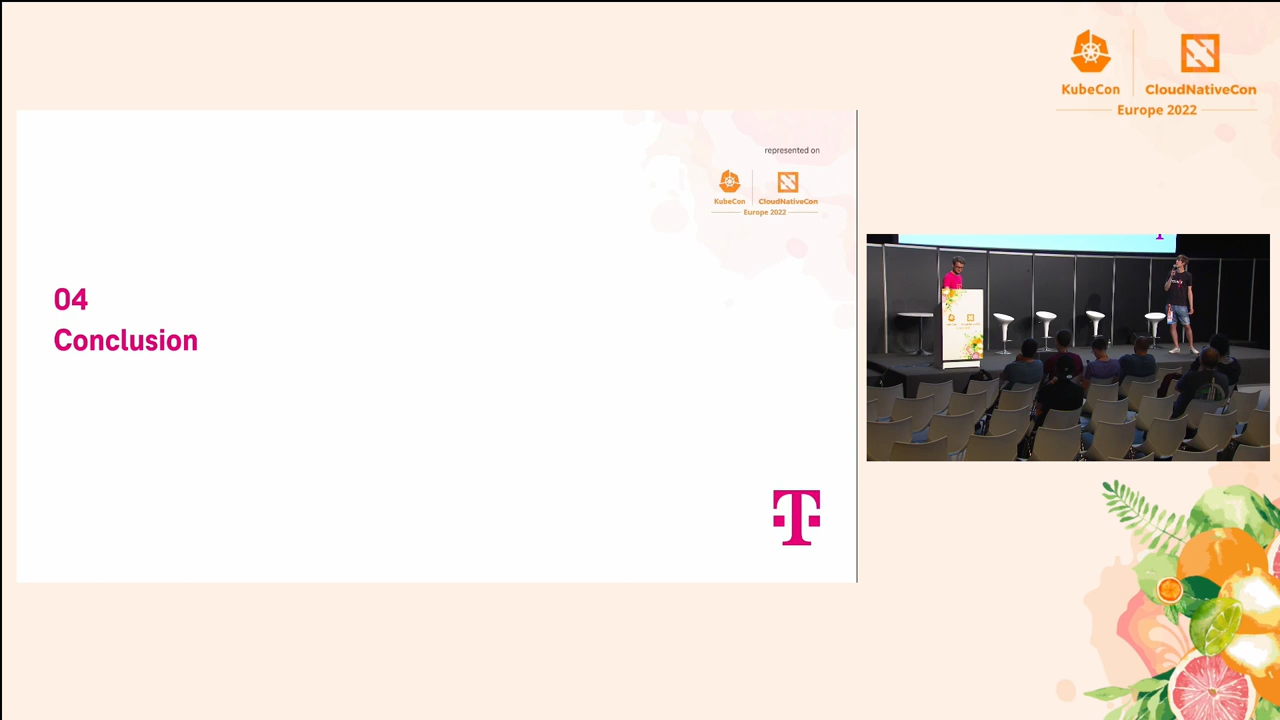 KubeCon
CloudNativeCon
Europe 2022
represented on
KubeCon
CloudNativeCon
Europe 2022
04
Conclusion
T